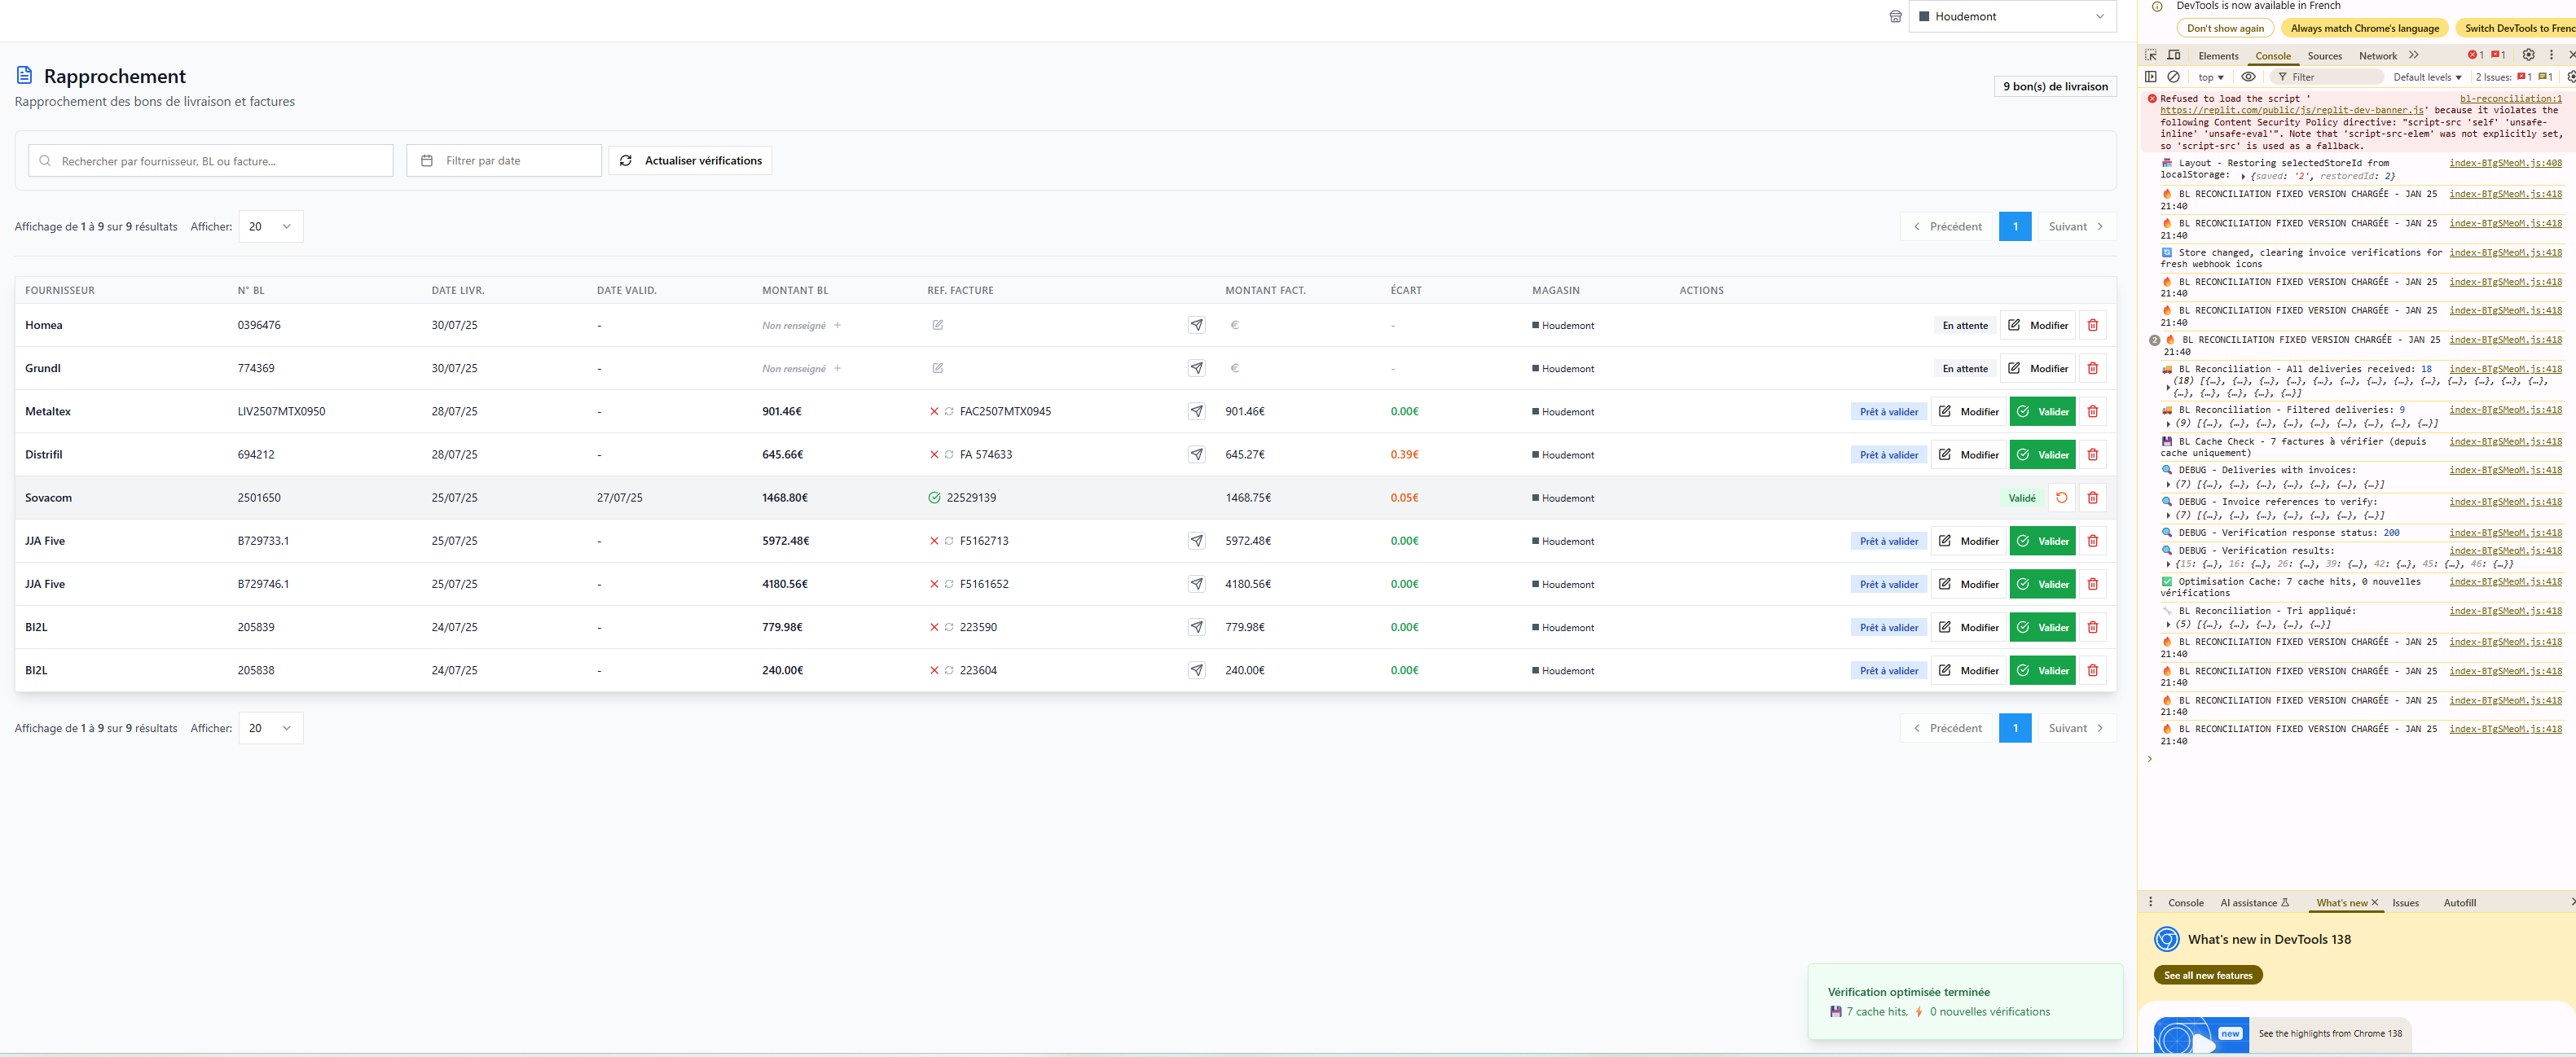 Houdemont
Rapprochement
Rapprochement des bons de livraison et factures
9 bon(s) de livraison
Rechercher par fournisseur, BL ou facture...
Filtrer par date
Actualiser vérifications
Affichage de 1 à 9 sur 9 résultats Afficher: 20
Précédent 1 Suivant
FOURNISSEUR N° BL DATE LIVR. DATE VALID. MONTANT BL REF. FACTURE MONTANT FACT. ÉCART MAGASIN ACTIONS
Homea 0396476 30/07/25 - Non renseigné + € - Houdemont En attente Modifier
Grundl 774369 30/07/25 - Non renseigné + € - Houdemont En attente Modifier
Metaltex LIV2507MTX0950 28/07/25 - 901.46€ FAC2507MTX0945 901.46€ 0.00€ Houdemont Prêt à valider Modifier Valider
Distrifil 694212 28/07/25 - 645.66€ FA 574633 645.27€ 0.39€ Houdemont Prêt à valider Modifier Valider
Sovacom 2501650 25/07/25 27/07/25 1468.80€ 22529139 1468.75€ 0.05€ Houdemont Validé
JJA Five B729733.1 25/07/25 - 5972.48€ F5162713 5972.48€ 0.00€ Houdemont Prêt à valider Modifier Valider
JJA Five B729746.1 25/07/25 - 4180.56€ F5161652 4180.56€ 0.00€ Houdemont Prêt à valider Modifier Valider
BI2L 205839 24/07/25 - 779.98€ 223590 779.98€ 0.00€ Houdemont Prêt à valider Modifier Valider
BI2L 205838 24/07/25 - 240.00€ 223604 240.00€ 0.00€ Houdemont Prêt à valider Modifier Valider
Affichage de 1 à 9 sur 9 résultats Afficher: 20
Précédent 1 Suivant
Vérification optimisée terminée
7 cache hits, 0 nouvelles vérifications
DevTools is now available in French
Don't show again Always match Chrome's language Switch DevTools to Frenc
Elements Console Sources Network 1 1
top Filter Default levels 2 Issues: 1 1
Refused to load the script ' bl-reconciliation:1
https://replit.com/public/js/replit-dev-banner.js' because it violates the
following Content Security Policy directive: "script-src 'self' 'unsafe-
inline' 'unsafe-eval'". Note that 'script-src-elem' was not explicitly set,
so 'script-src' is used as a fallback.
Layout - Restoring selectedStoreId from index-BTgSMeoM.js:408
localStorage: {saved: '2', restoredId: 2}
BL RECONCILIATION FIXED VERSION CHARGÉE - JAN 25 index-BTgSMeoM.js:418
21:40
BL RECONCILIATION FIXED VERSION CHARGÉE - JAN 25 index-BTgSMeoM.js:418
21:40
Store changed, clearing invoice verifications for index-BTgSMeoM.js:418
fresh webhook icons
BL RECONCILIATION FIXED VERSION CHARGÉE - JAN 25 index-BTgSMeoM.js:418
21:40
BL RECONCILIATION FIXED VERSION CHARGÉE - JAN 25 index-BTgSMeoM.js:418
21:40
2 BL RECONCILIATION FIXED VERSION CHARGÉE - JAN 25 index-BTgSMeoM.js:418
21:40
BL Reconciliation - All deliveries received: 18 index-BTgSMeoM.js:418
(18) [{…}, {…}, {…}, {…}, {…}, {…}, {…}, {…}, {…}, {…}, {…}, {…}, {…},
{…}, {…}, {…}, {…}, {…}]
BL Reconciliation - Filtered deliveries: 9 index-BTgSMeoM.js:418
(9) [{…}, {…}, {…}, {…}, {…}, {…}, {…}, {…}, {…}]
BL Cache Check - 7 factures à vérifier (depuis index-BTgSMeoM.js:418
cache uniquement)
DEBUG - Deliveries with invoices: index-BTgSMeoM.js:418
(7) [{…}, {…}, {…}, {…}, {…}, {…}, {…}]
DEBUG - Invoice references to verify: index-BTgSMeoM.js:418
(7) [{…}, {…}, {…}, {…}, {…}, {…}, {…}]
DEBUG - Verification response status: 200 index-BTgSMeoM.js:418
DEBUG - Verification results: index-BTgSMeoM.js:418
{15: {…}, 16: {…}, 26: {…}, 39: {…}, 42: {…}, 45: {…}, 46: {…}}
Optimisation Cache: 7 cache hits, 0 nouvelles index-BTgSMeoM.js:418
vérifications
BL Reconciliation - Tri appliqué: index-BTgSMeoM.js:418
(5) [{…}, {…}, {…}, {…}, {…}]
BL RECONCILIATION FIXED VERSION CHARGÉE - JAN 25 index-BTgSMeoM.js:418
21:40
BL RECONCILIATION FIXED VERSION CHARGÉE - JAN 25 index-BTgSMeoM.js:418
21:40
BL RECONCILIATION FIXED VERSION CHARGÉE - JAN 25 index-BTgSMeoM.js:418
21:40
BL RECONCILIATION FIXED VERSION CHARGÉE - JAN 25 index-BTgSMeoM.js:418
21:40
Console AI assistance What's new Issues Autofill
What's new in DevTools 138
See all new features
new
See the highlights from Chrome 138